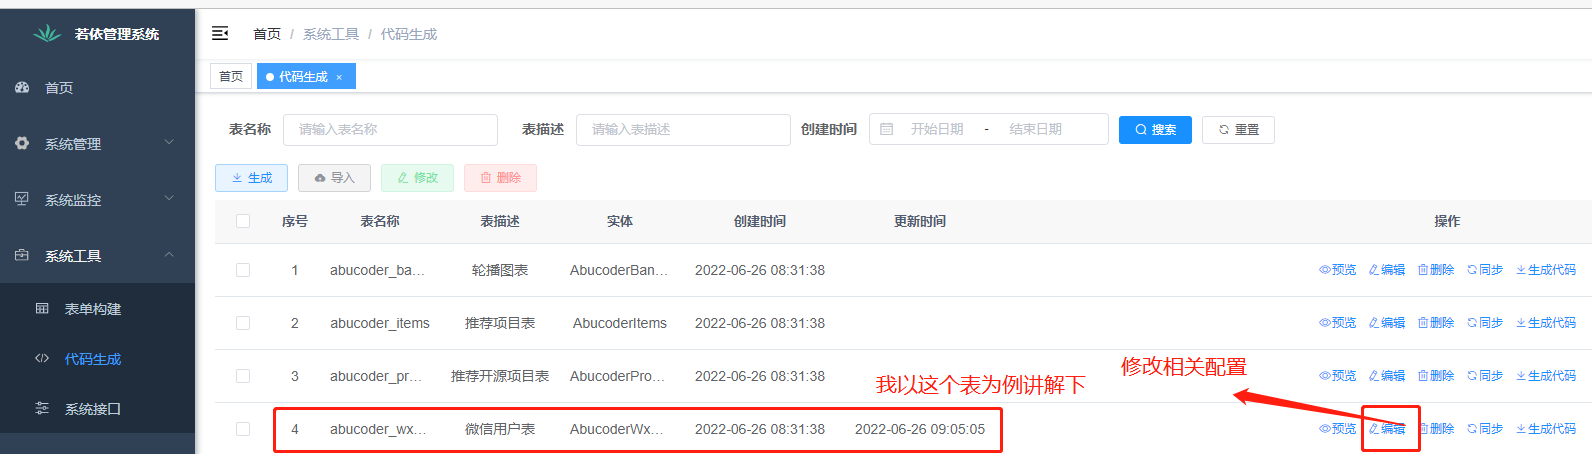 若依管理系统
首页 / 系统工具 / 代码生成
首页
代码生成 ×
首页
系统管理
系统监控
系统工具
表单构建
代码生成
系统接口
表名称 请输入表名称 表描述 请输入表描述 创建时间 开始日期 - 结束日期 搜索 重置
生成 导入 修改 删除
序号 表名称 表描述 实体 创建时间 更新时间 操作
1 abucoder_ba... 轮播图表 AbucoderBan... 2022-06-26 08:31:38 预览 编辑 删除 同步 生成代码
2 abucoder_items 推荐项目表 AbucoderItems 2022-06-26 08:31:38 预览 编辑 删除 同步 生成代码
3 abucoder_pr... 推荐开源项目表 AbucoderPro... 2022-06-26 08:31:38 预览 编辑 删除 同步 生成代码
我以这个表为例讲解下
修改相关配置
4 abucoder_wx... 微信用户表 AbucoderWx... 2022-06-26 08:31:38 2022-06-26 09:05:05 预览 编辑 删除 同步 生成代码